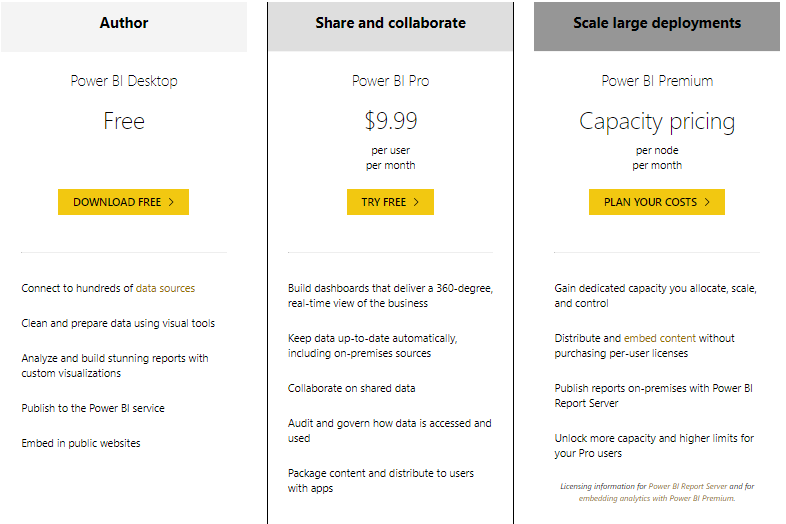 Author
Power BI Desktop
Free
DOWNLOAD FREE >
Connect to hundreds of data sources
Clean and prepare data using visual tools
Analyze and build stunning reports with
custom visualizations
Publish to the Power BI service
Embed in public websites
Share and collaborate
Power BI Pro
$9.99
per user
per month
TRY FREE >
Build dashboards that deliver a 360-degree,
real-time view of the business
Keep data up-to-date automatically,
including on-premises sources
Collaborate on shared data
Audit and govern how data is accessed and
used
Package content and distribute to users
with apps
Scale large deployments
Power BI Premium
Capacity pricing
per node
per month
PLAN YOUR COSTS >
Gain dedicated capacity you allocate, scale,
and control
Distribute and embed content without
purchasing per-user licenses
Publish reports on-premises with Power BI
Report Server
Unlock more capacity and higher limits for
your Pro users
Licensing information for Power BI Report Server and for
embedding analytics with Power BI Premium.